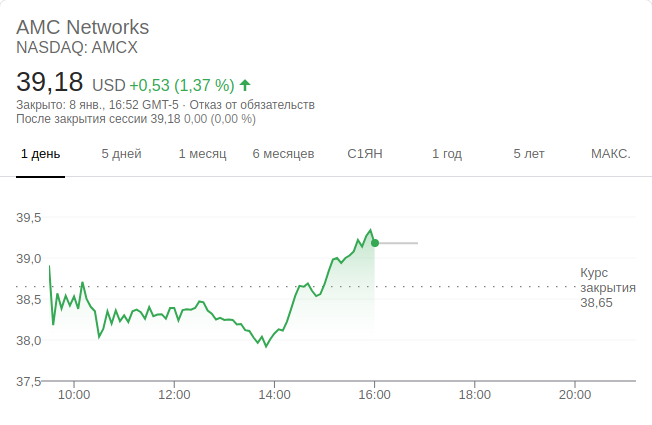 AMC Networks
NASDAQ: AMCX
39,18 USD +0,53 (1,37 %)
Закрыто: 8 янв., 16:52 GMT-5 · Отказ от обязательств
После закрытия сессии 39,18 0,00 (0,00 %)
1 день 5 дней 1 месяц 6 месяцев С1ЯН 1 год 5 лет МАКС.
39,5
39,0
Курс
закрытия
38,65
38,5
38,0
37,5
10:00 12:00 14:00 16:00 18:00 20:00